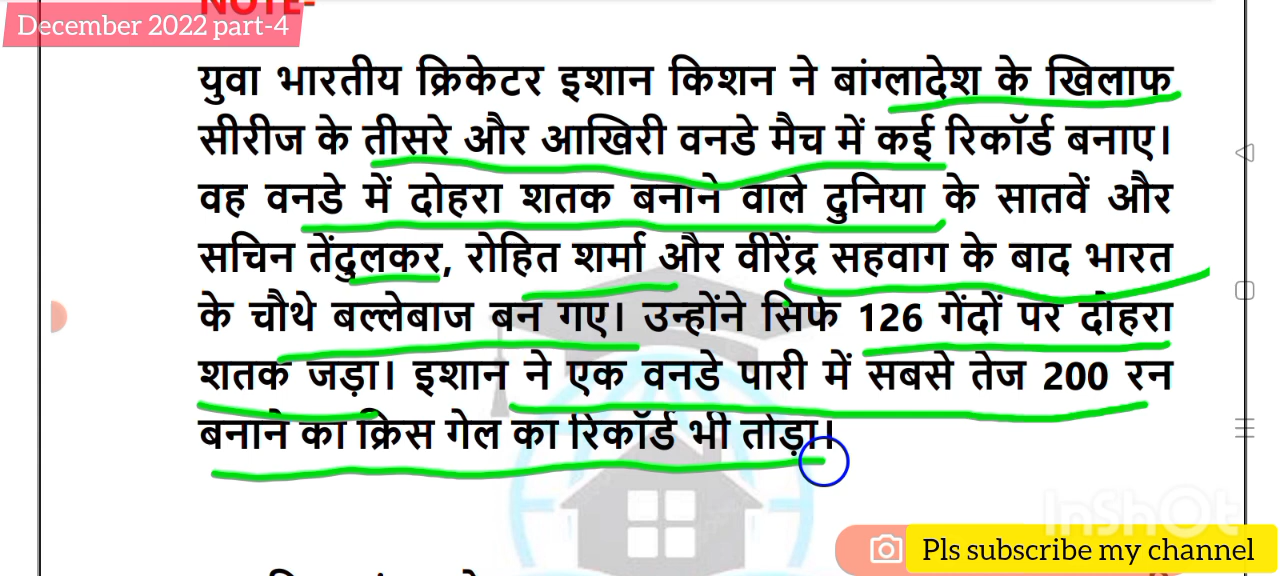 NOTE-
December 2022 part-4
युवा भारतीय क्रिकेटर इशान किशन ने बांग्लादेश के खिलाफ
सीरीज के तीसरे और आखिरी वनडे मैच में कई रिकॉर्ड बनाए।
वह वनडे में दोहरा शतक बनाने वाले दुनिया के सातवें और
सचिन तेंदुलकर, रोहित शर्मा और वीरेंद्र सहवाग के बाद भारत
के चौथे बल्लेबाज बन गए। उन्होंने सिर्फ 126 गेंदों पर दोहरा
शतक जड़ा। इशान ने एक वनडे पारी में सबसे तेज 200 रन
बनाने का क्रिस गेल का रिकॉर्ड भी तोड़ा।
InShOt
Pls subscribe my channel